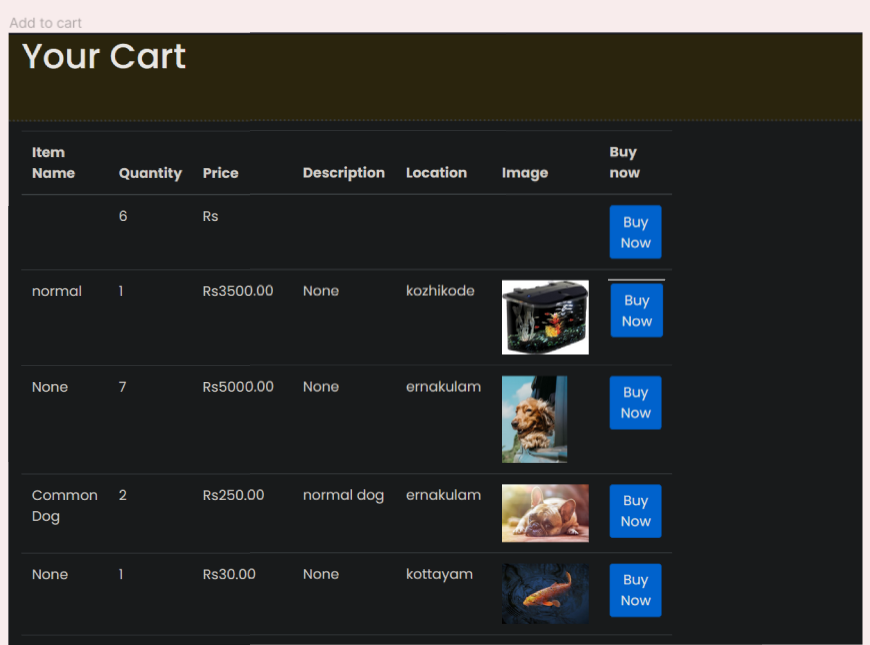 Add to cart
Your Cart
Item Name Quantity Price Description Location Image Buy now
6 Rs Buy Now
normal 1 Rs3500.00 None kozhikode Buy Now
None 7 Rs5000.00 None ernakulam Buy Now
Common Dog 2 Rs250.00 normal dog ernakulam Buy Now
None 1 Rs30.00 None kottayam Buy Now